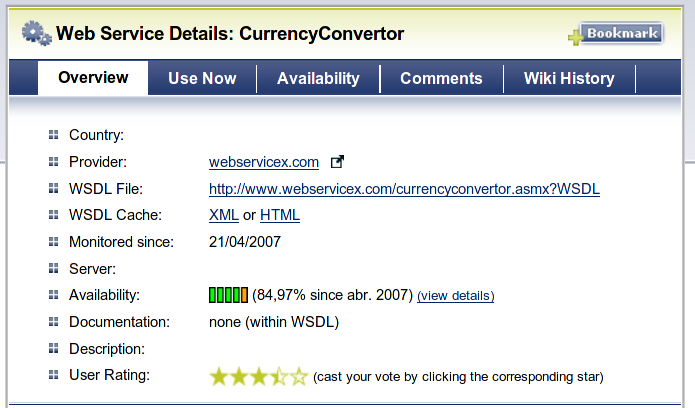 Web Service Details: CurrencyConvertor
Bookmark
Overview
Use Now
Availability
Comments
Wiki History
Country:
Provider: webservicex.com
WSDL File: http://www.webservicex.com/currencyconvertor.asmx?WSDL
WSDL Cache: XML or HTML
Monitored since: 21/04/2007
Server:
Availability: (84,97% since abr. 2007) (view details)
Documentation: none (within WSDL)
Description:
User Rating: (cast your vote by clicking the corresponding star)